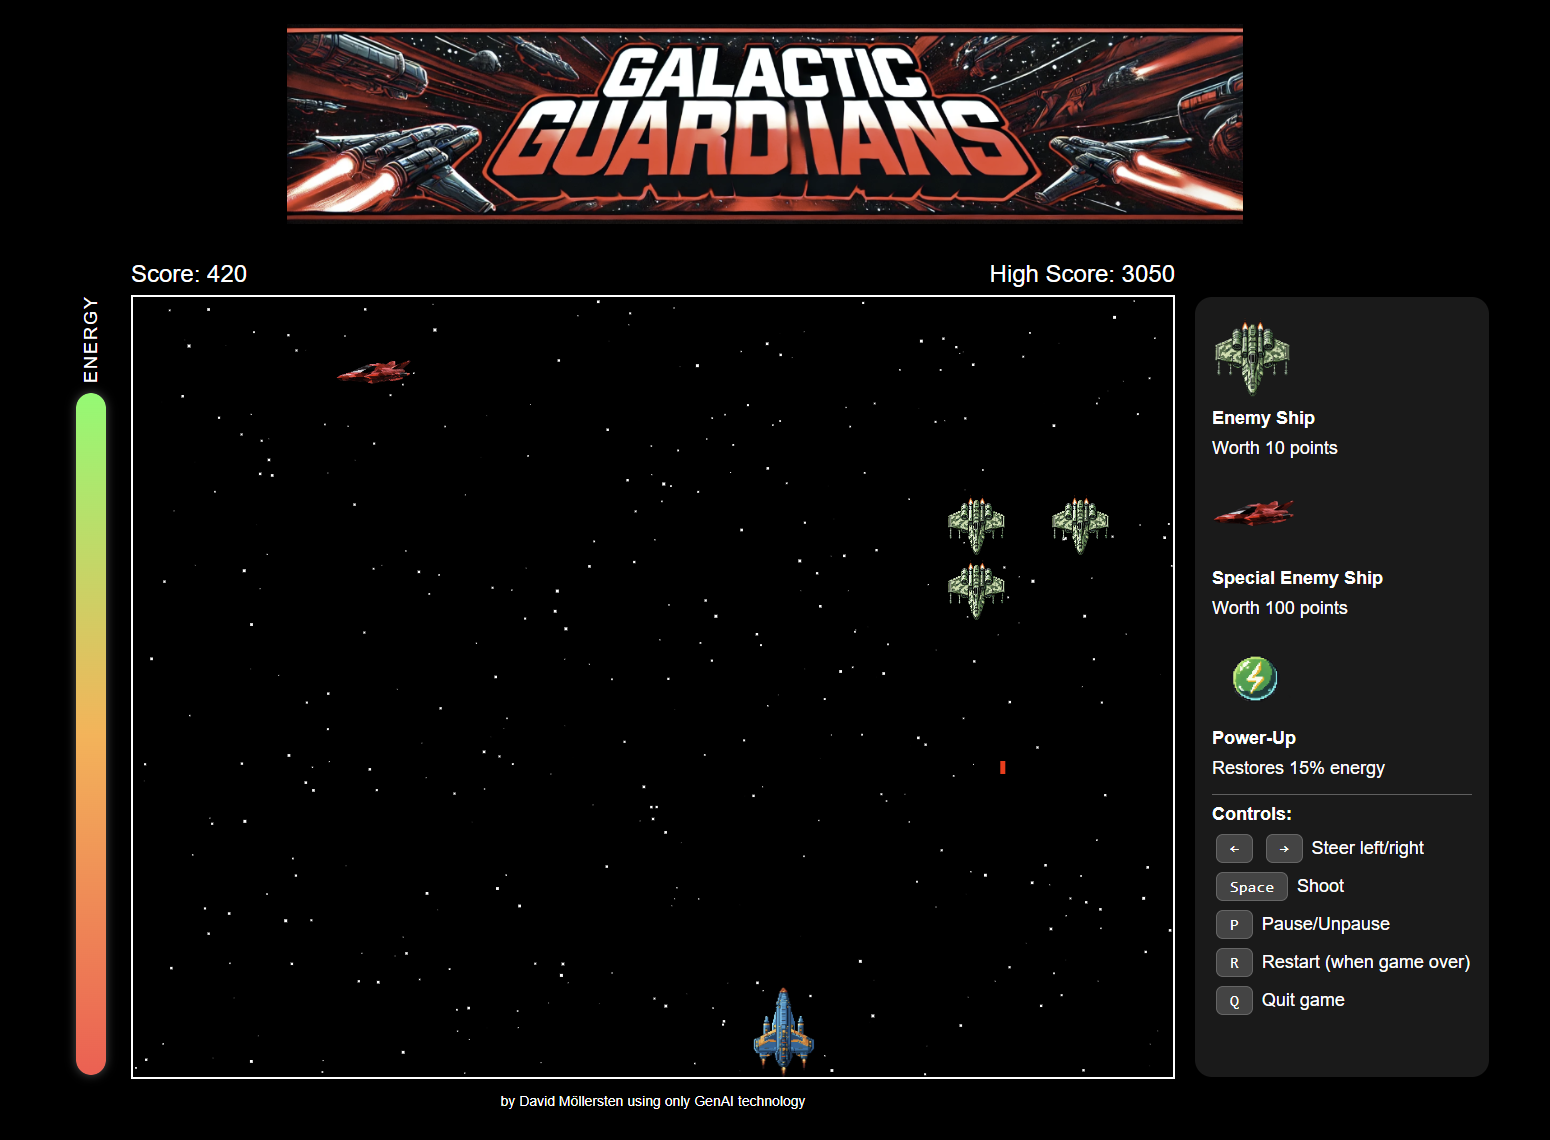 GALACTIC
GUARDIANS
Score: 420
High Score: 3050
ENERGY
Enemy Ship
Worth 10 points
Special Enemy Ship
Worth 100 points
Power-Up
Restores 15% energy
Controls:
← → Steer left/right
Space Shoot
P Pause/Unpause
R Restart (when game over)
Q Quit game
by David Möllersten using only GenAI technology